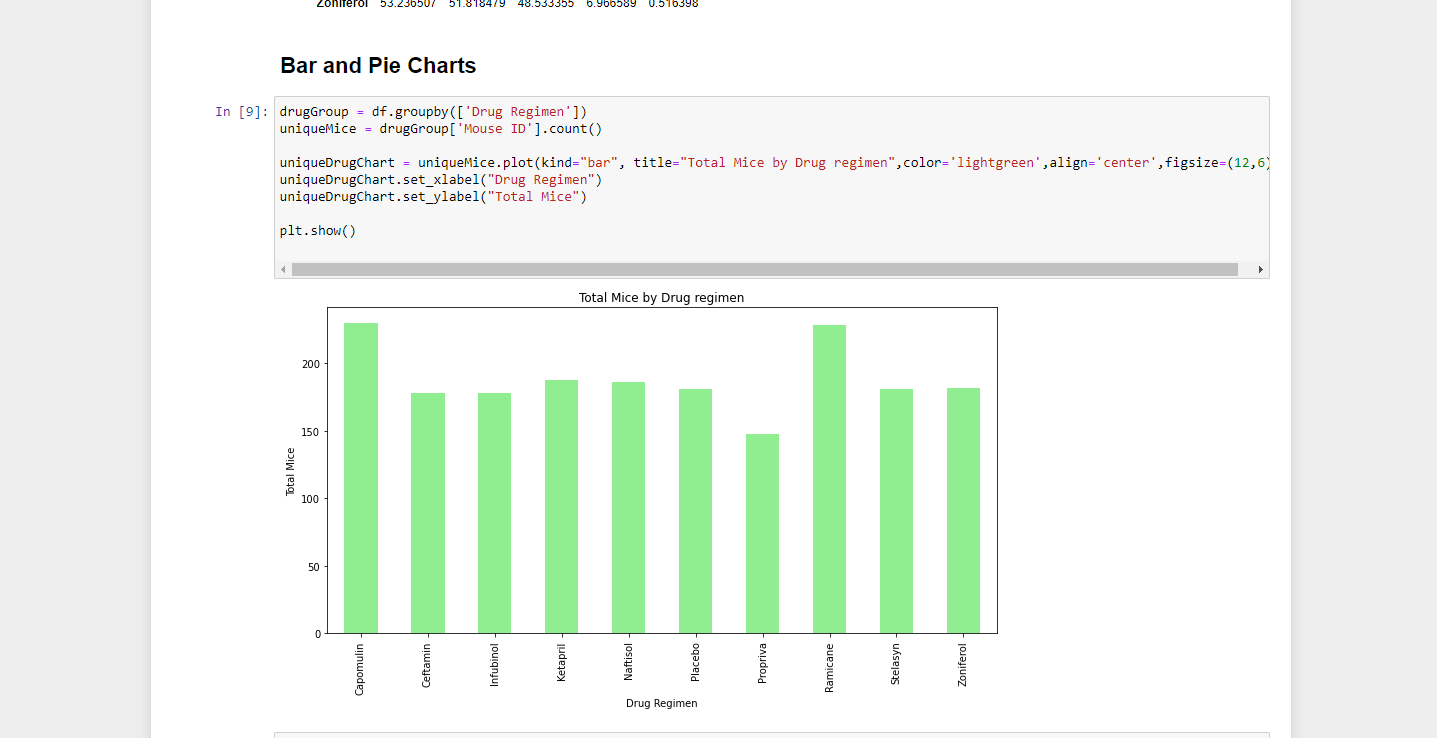 Zoniferol 53.236507 51.818479 48.533355 6.966589 0.516398
Bar and Pie Charts
In [9]: drugGroup = df.groupby(['Drug Regimen'])
uniqueMice = drugGroup['Mouse ID'].count()
uniqueDrugChart = uniqueMice.plot(kind="bar", title="Total Mice by Drug regimen",color='lightgreen',align='center',figsize=(12,6)
uniqueDrugChart.set_xlabel("Drug Regimen")
uniqueDrugChart.set_ylabel("Total Mice")
plt.show()
Total Mice by Drug regimen
200
150
100
50
0
Total Mice
Capomulin
Ceftamin
Infubinol
Ketapril
Naftisol
Placebo
Propriva
Ramicane
Stelasyn
Zoniferol
Drug Regimen